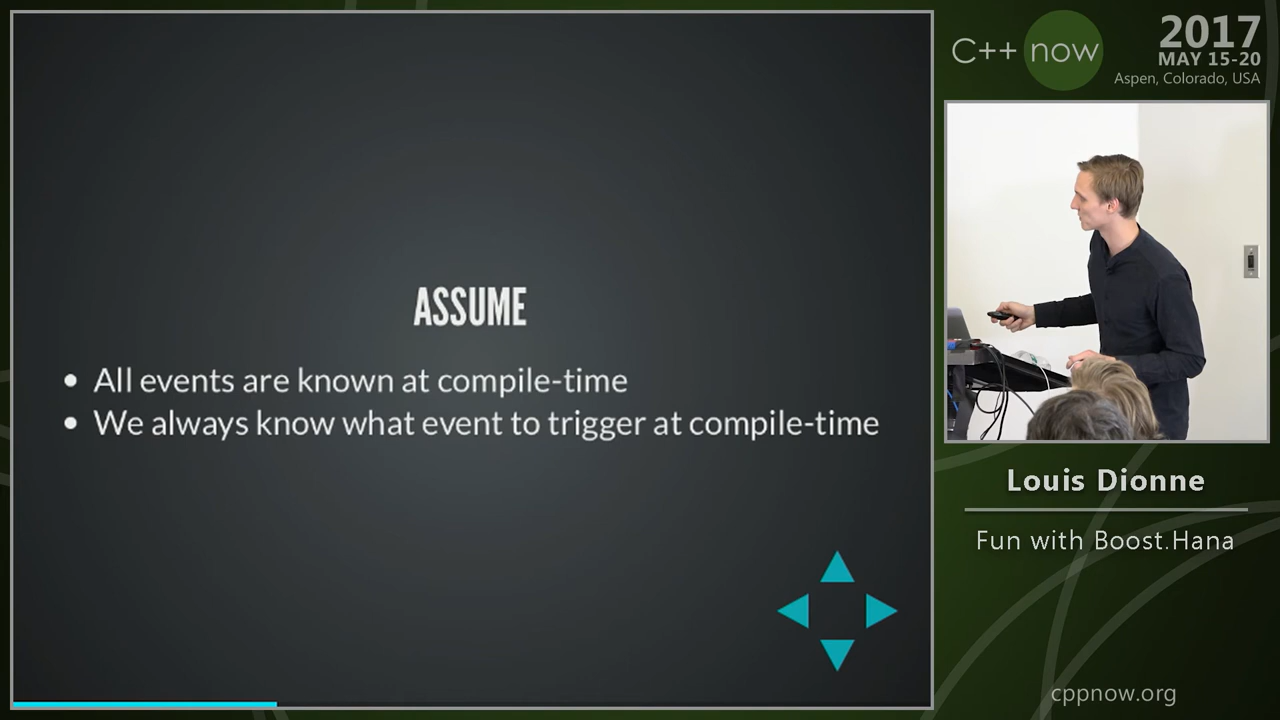 ASSUME
• All events are known at compile-time
• We always know what event to trigger at compile-time
C++ now
2017
MAY 15-20
Aspen, Colorado, USA
Louis Dionne
Fun with Boost.Hana
cppnow.org